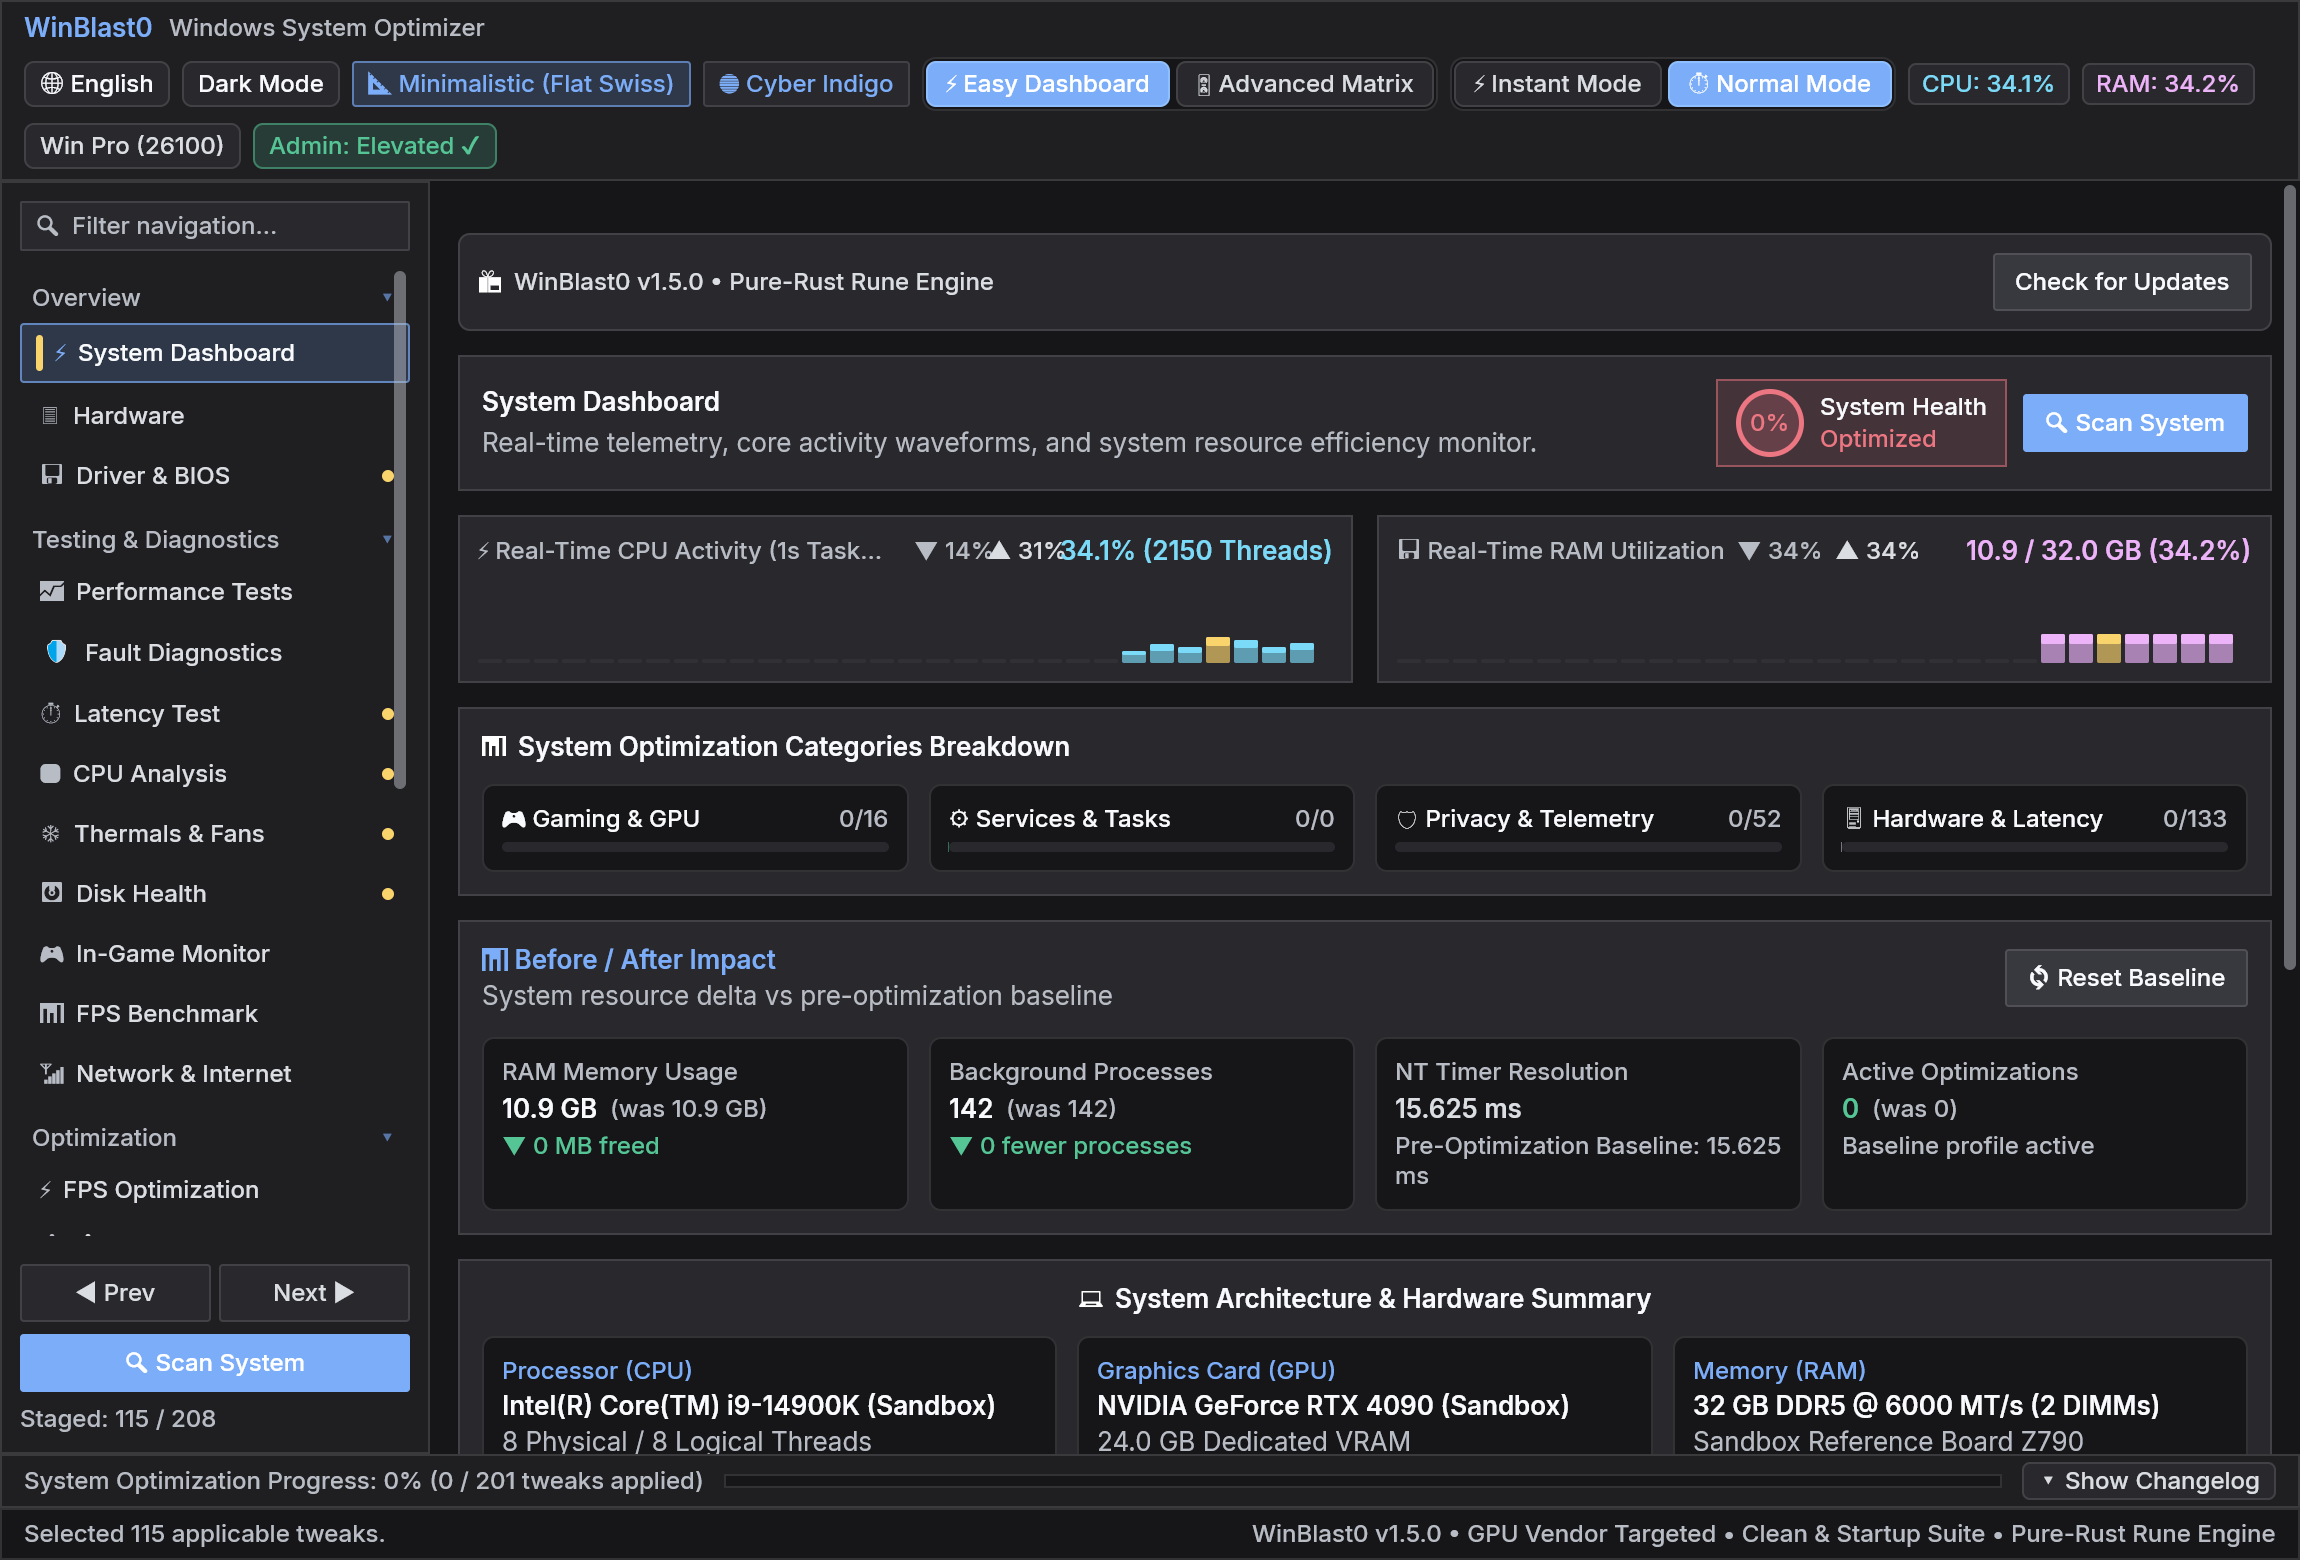 WinBlast0 Windows System Optimizer
English Dark Mode Minimalistic (Flat Swiss) Cyber Indigo Easy Dashboard Advanced Matrix Instant Mode Normal Mode CPU: 34.1% RAM: 34.2%
Win Pro (26100) Admin: Elevated ✓
Filter navigation...
Overview
System Dashboard
Hardware
Driver & BIOS
Testing & Diagnostics
Performance Tests
Fault Diagnostics
Latency Test
CPU Analysis
Thermals & Fans
Disk Health
In-Game Monitor
FPS Benchmark
Network & Internet
Optimization
FPS Optimization
◀ Prev Next ▶
Scan System
Staged: 115 / 208
WinBlast0 v1.5.0 • Pure-Rust Rune Engine
Check for Updates
System Dashboard
Real-time telemetry, core activity waveforms, and system resource efficiency monitor.
0%
System Health
Optimized
Scan System
Real-Time CPU Activity (1s Task... ▼ 14% ▲ 31% 34.1% (2150 Threads)
Real-Time RAM Utilization ▼ 34% ▲ 34% 10.9 / 32.0 GB (34.2%)
System Optimization Categories Breakdown
Gaming & GPU 0/16
Services & Tasks 0/0
Privacy & Telemetry 0/52
Hardware & Latency 0/133
Before / After Impact
System resource delta vs pre-optimization baseline
Reset Baseline
RAM Memory Usage
10.9 GB (was 10.9 GB)
▼ 0 MB freed
Background Processes
142 (was 142)
▼ 0 fewer processes
NT Timer Resolution
15.625 ms
Pre-Optimization Baseline: 15.625
ms
Active Optimizations
0 (was 0)
Baseline profile active
System Architecture & Hardware Summary
Processor (CPU)
Intel(R) Core(TM) i9-14900K (Sandbox)
8 Physical / 8 Logical Threads
Graphics Card (GPU)
NVIDIA GeForce RTX 4090 (Sandbox)
24.0 GB Dedicated VRAM
Memory (RAM)
32 GB DDR5 @ 6000 MT/s (2 DIMMs)
Sandbox Reference Board Z790
System Optimization Progress: 0% (0 / 201 tweaks applied)
▼ Show Changelog
Selected 115 applicable tweaks.
WinBlast0 v1.5.0 • GPU Vendor Targeted • Clean & Startup Suite • Pure-Rust Rune Engine